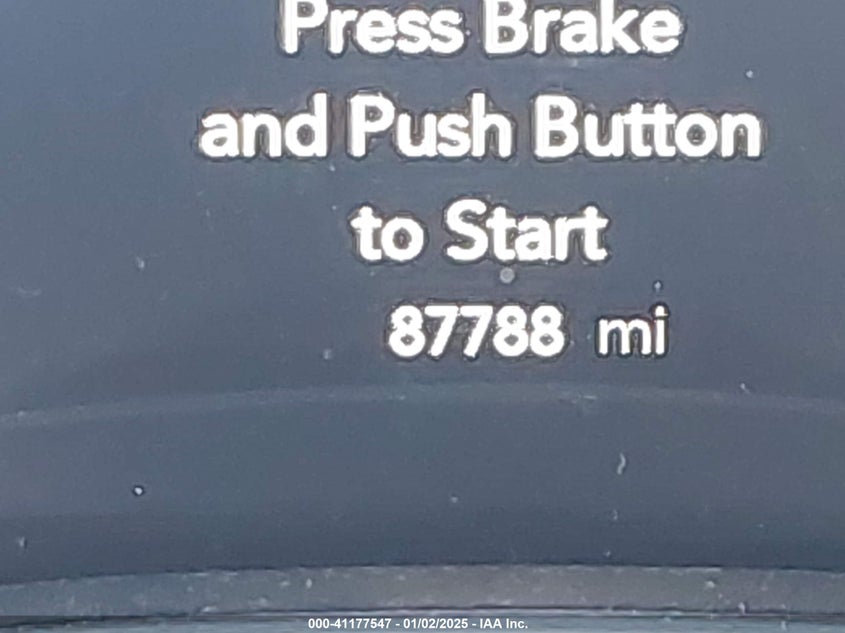 Press Brake
and Push Button
to Start
87788 mi
000-41177547 - 01/02/2025 - IAA Inc.